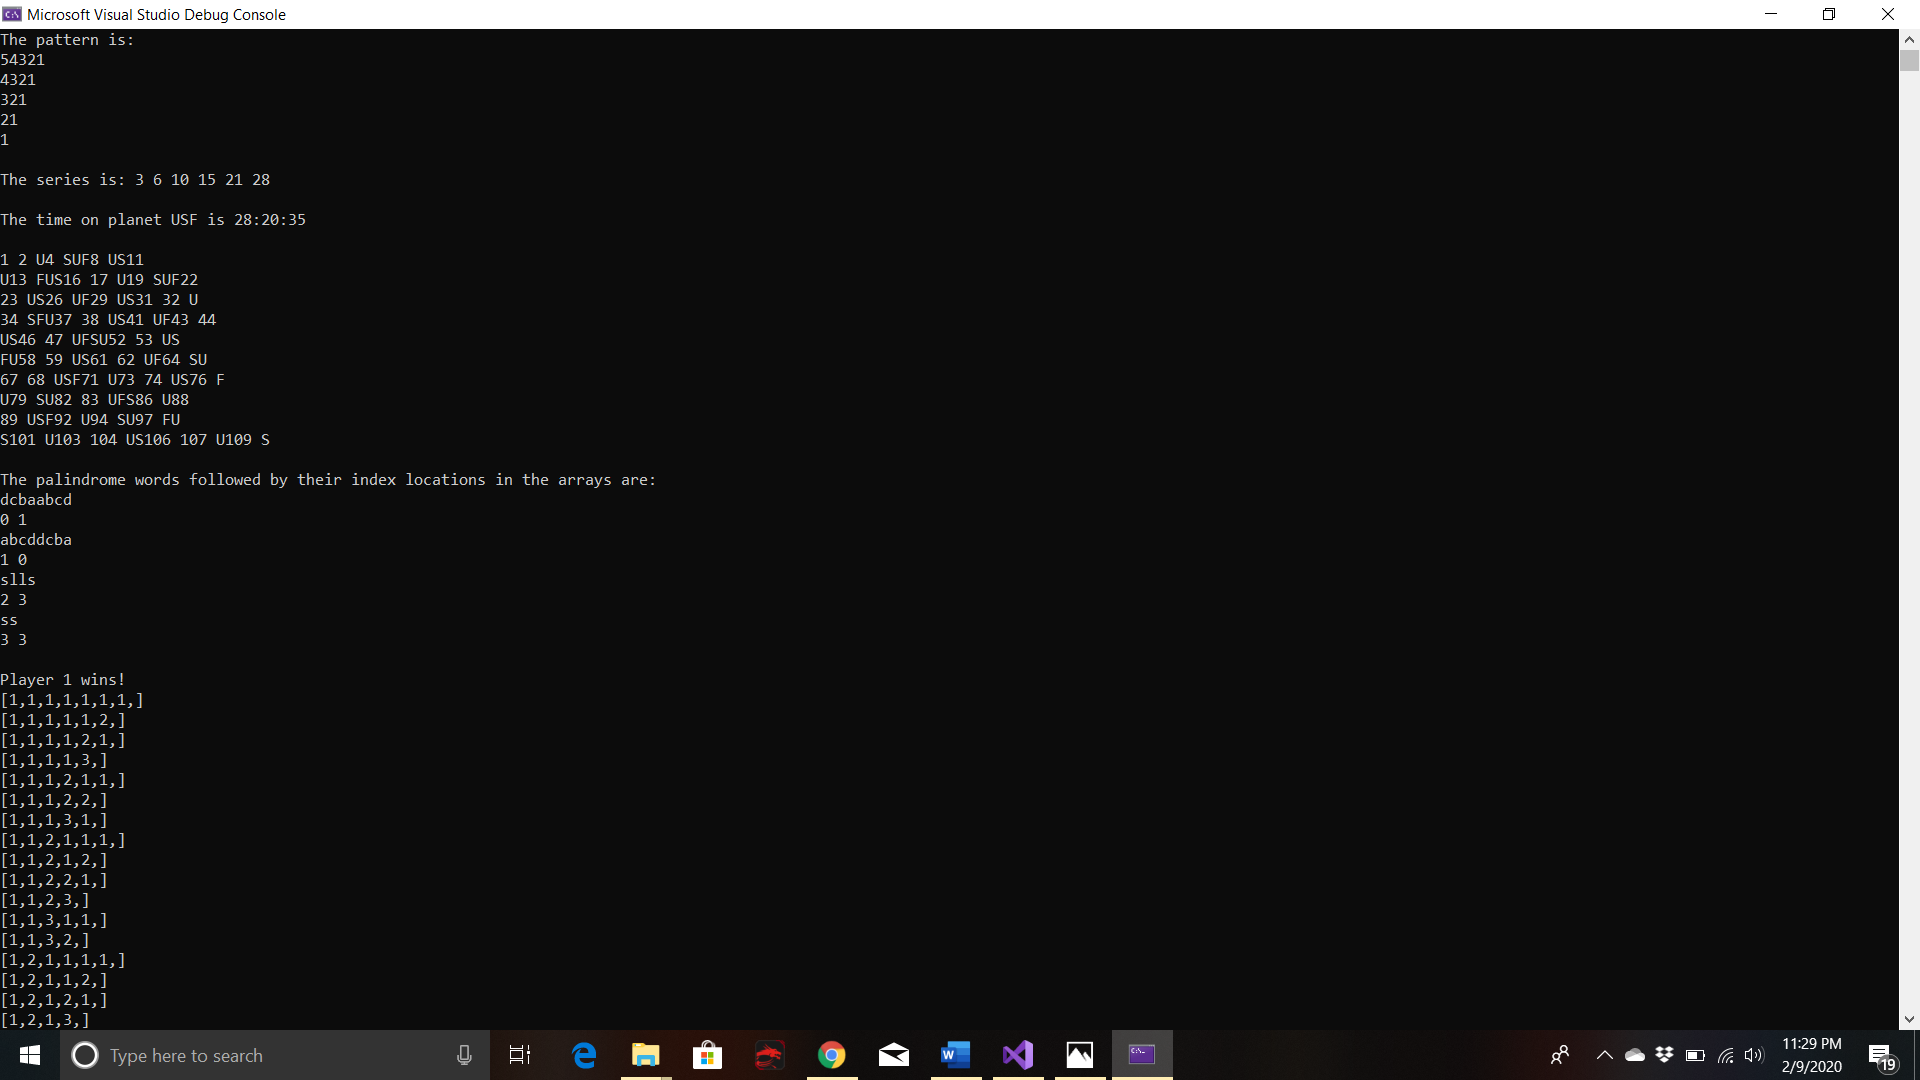 Microsoft Visual Studio Debug Console
The pattern is:
54321
4321
321
21
1
The series is: 3 6 10 15 21 28
The time on planet USF is 28:20:35
1 2 U4 SUF8 US11
U13 FUS16 17 U19 SUF22
23 US26 UF29 US31 32 U
34 SFU37 38 US41 UF43 44
US46 47 UFSU52 53 US
FU58 59 US61 62 UF64 SU
67 68 USF71 U73 74 US76 F
U79 SU82 83 UFS86 U88
89 USF92 U94 SU97 FU
S101 U103 104 US106 107 U109 S
The palindrome words followed by their index locations in the arrays are:
dcbaabcd
0 1
abcddcba
1 0
slls
2 3
ss
3 3
Player 1 wins!
[1,1,1,1,1,1,1,]
[1,1,1,1,1,2,]
[1,1,1,1,2,1,]
[1,1,1,1,3,]
[1,1,1,2,1,1,]
[1,1,1,2,2,]
[1,1,1,3,1,]
[1,1,2,1,1,1,]
[1,1,2,1,2,]
[1,1,2,2,1,]
[1,1,2,3,]
[1,1,3,1,1,]
[1,1,3,2,]
[1,2,1,1,1,1,]
[1,2,1,1,2,]
[1,2,1,2,1,]
[1,2,1,3,]
Type here to search
11:29 PM
2/9/2020
19